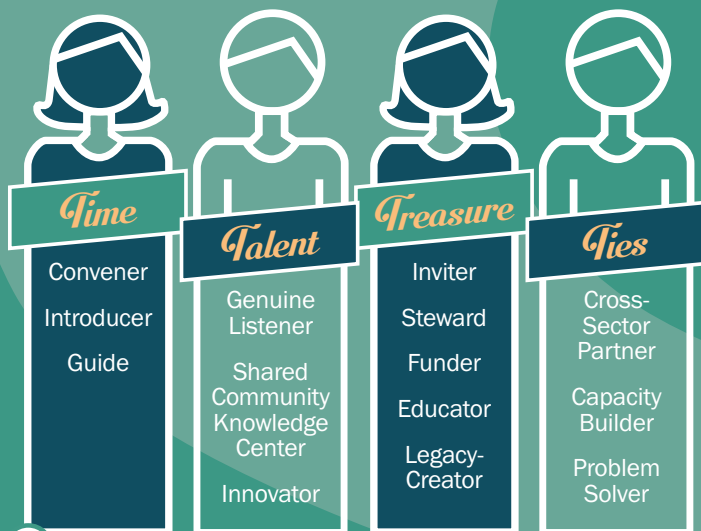 Time
Convener
Introducer
Guide
Talent
Genuine
Listener
Shared
Community
Knowledge
Center
Innovator
Treasure
Inviter
Steward
Funder
Educator
Legacy-
Creator
Ties
Cross-
Sector
Partner
Capacity
Builder
Problem
Solver